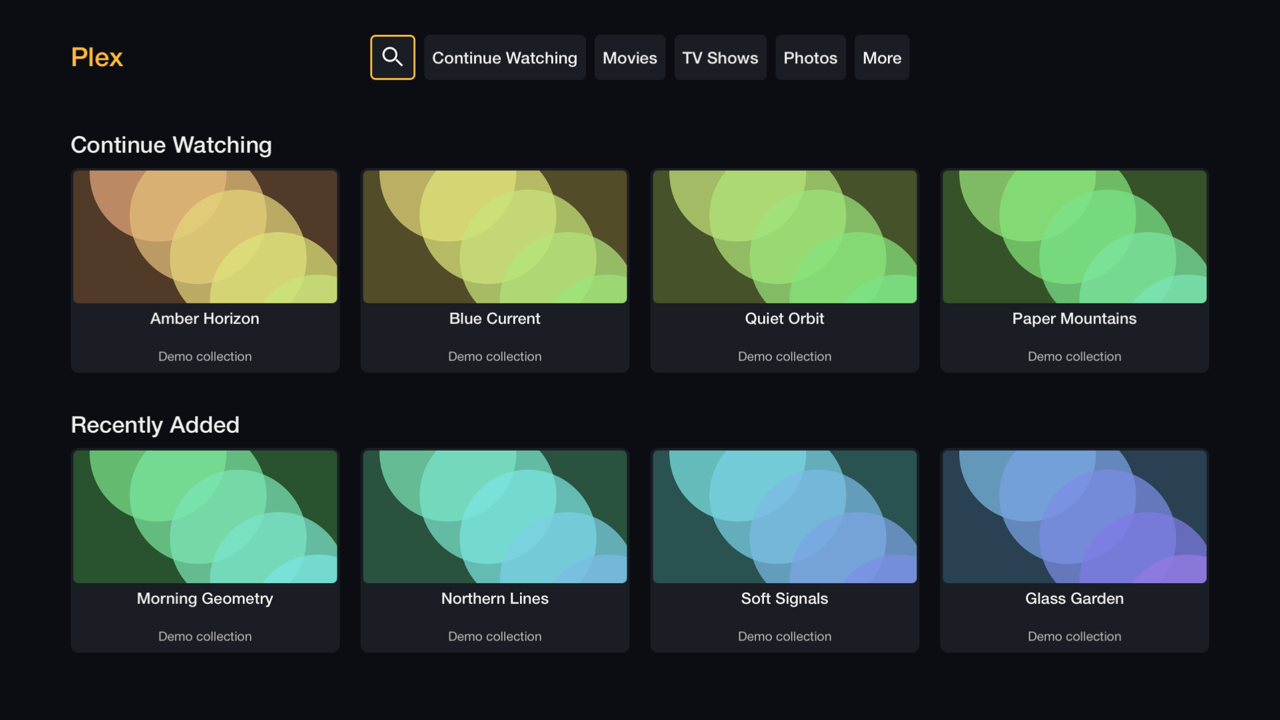 Plex
Continue Watching
Movies
TV Shows
Photos
More
Continue Watching
Amber Horizon
Demo collection
Blue Current
Demo collection
Quiet Orbit
Demo collection
Paper Mountains
Demo collection
Recently Added
Morning Geometry
Demo collection
Northern Lines
Demo collection
Soft Signals
Demo collection
Glass Garden
Demo collection